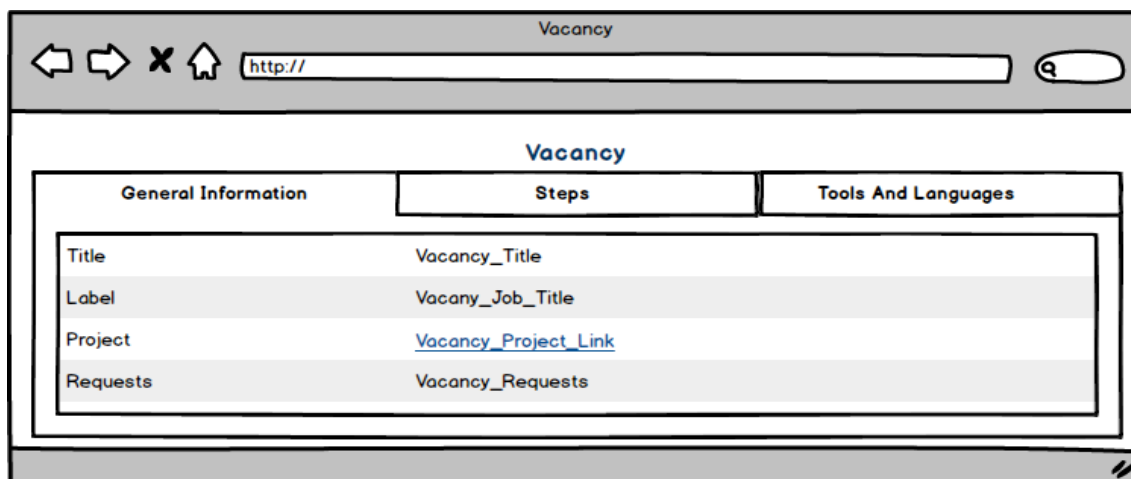 Vacancy
http://
Vacancy
General Information Steps Tools And Languages
Title Vacancy_Title
Label Vacany_Job_Title
Project Vacancy_Project_Link
Requests Vacancy_Requests